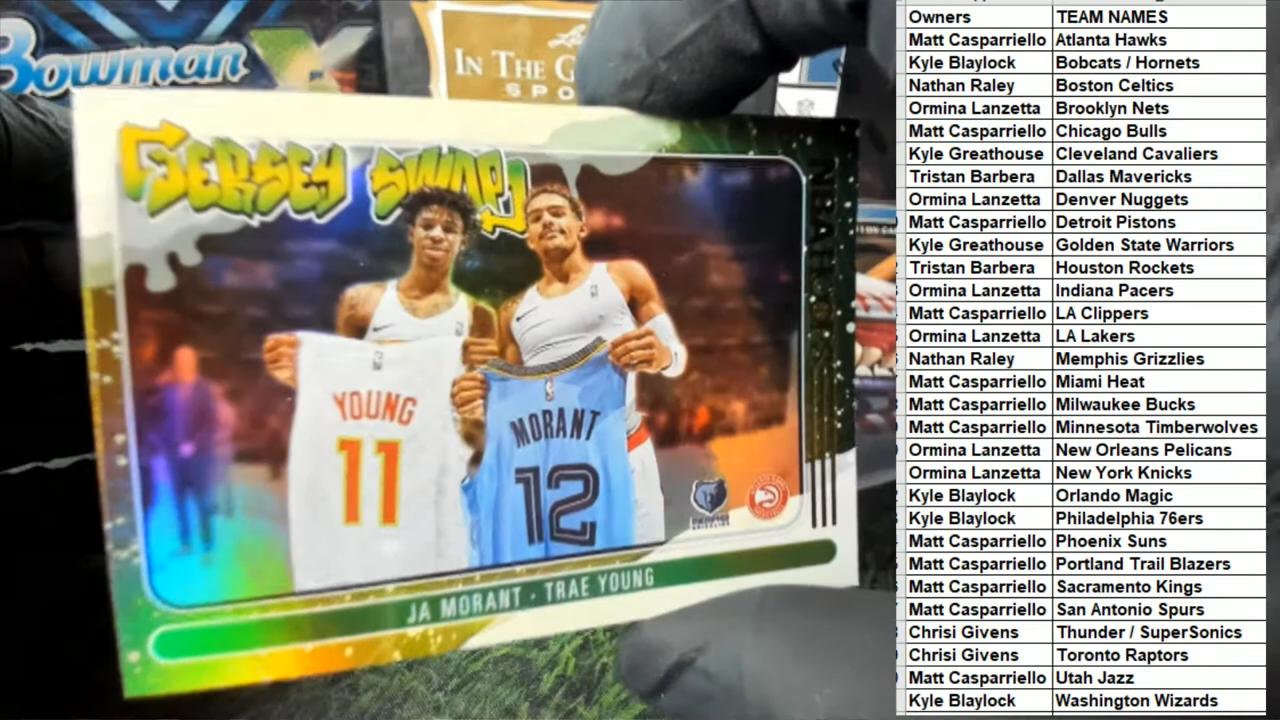 Bowman X
IN THE G
SPO
JERSEY SWAP
YOUNG
11
MORANT
12
MEMPHIS
GRIZZLIES
JA MORANT · TRAE YOUNG
Owners TEAM NAMES
Matt Casparriello Atlanta Hawks
Kyle Blaylock Bobcats / Hornets
Nathan Raley Boston Celtics
Ormina Lanzetta Brooklyn Nets
Matt Casparriello Chicago Bulls
Kyle Greathouse Cleveland Cavaliers
Tristan Barbera Dallas Mavericks
Ormina Lanzetta Denver Nuggets
Matt Casparriello Detroit Pistons
Kyle Greathouse Golden State Warriors
Tristan Barbera Houston Rockets
Ormina Lanzetta Indiana Pacers
Matt Casparriello LA Clippers
Ormina Lanzetta LA Lakers
Nathan Raley Memphis Grizzlies
Matt Casparriello Miami Heat
Matt Casparriello Milwaukee Bucks
Matt Casparriello Minnesota Timberwolves
Ormina Lanzetta New Orleans Pelicans
Ormina Lanzetta New York Knicks
Kyle Blaylock Orlando Magic
Kyle Blaylock Philadelphia 76ers
Matt Casparriello Phoenix Suns
Matt Casparriello Portland Trail Blazers
Matt Casparriello Sacramento Kings
Matt Casparriello San Antonio Spurs
Chrisi Givens Thunder / SuperSonics
Chrisi Givens Toronto Raptors
Matt Casparriello Utah Jazz
Kyle Blaylock Washington Wizards